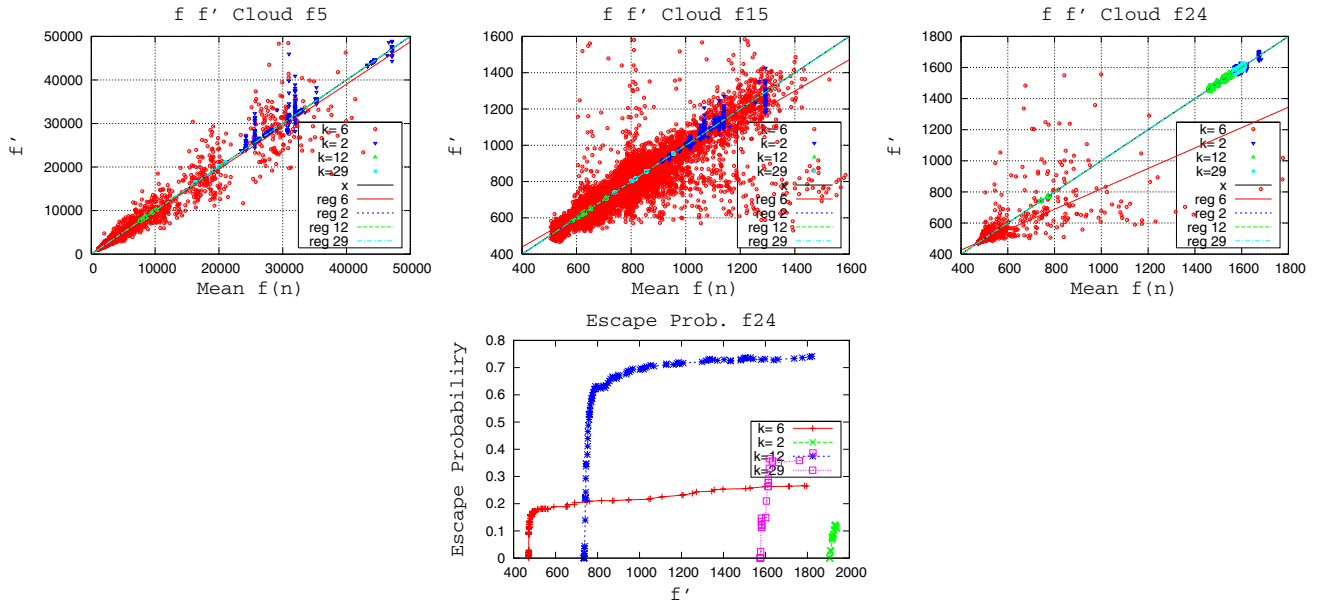 f f' Cloud f5
f'
50000
40000
30000
20000
10000
0
0 10000 20000 30000 40000 50000
Mean f(n)
k= 6
k= 2
k=12
k=29
x
reg 6
reg 2
reg 12
reg 29
f f' Cloud f15
f'
1600
1400
1200
1000
800
600
400
400 600 800 1000 1200 1400 1600
Mean f(n)
k= 6
k= 2
k=12
k=29
x
reg 6
reg 2
reg 12
reg 29
f f' Cloud f24
f'
1800
1600
1400
1200
1000
800
600
400
400 600 800 1000 1200 1400 1600 1800
Mean f(n)
k= 6
k= 2
k=12
k=29
x
reg 6
reg 2
reg 12
reg 29
Escape Prob. f24
Escape Probabiliry
0.8
0.7
0.6
0.5
0.4
0.3
0.2
0.1
0
400 600 800 1000 1200 1400 1600 1800 2000
f'
k= 6
k= 2
k=12
k=29